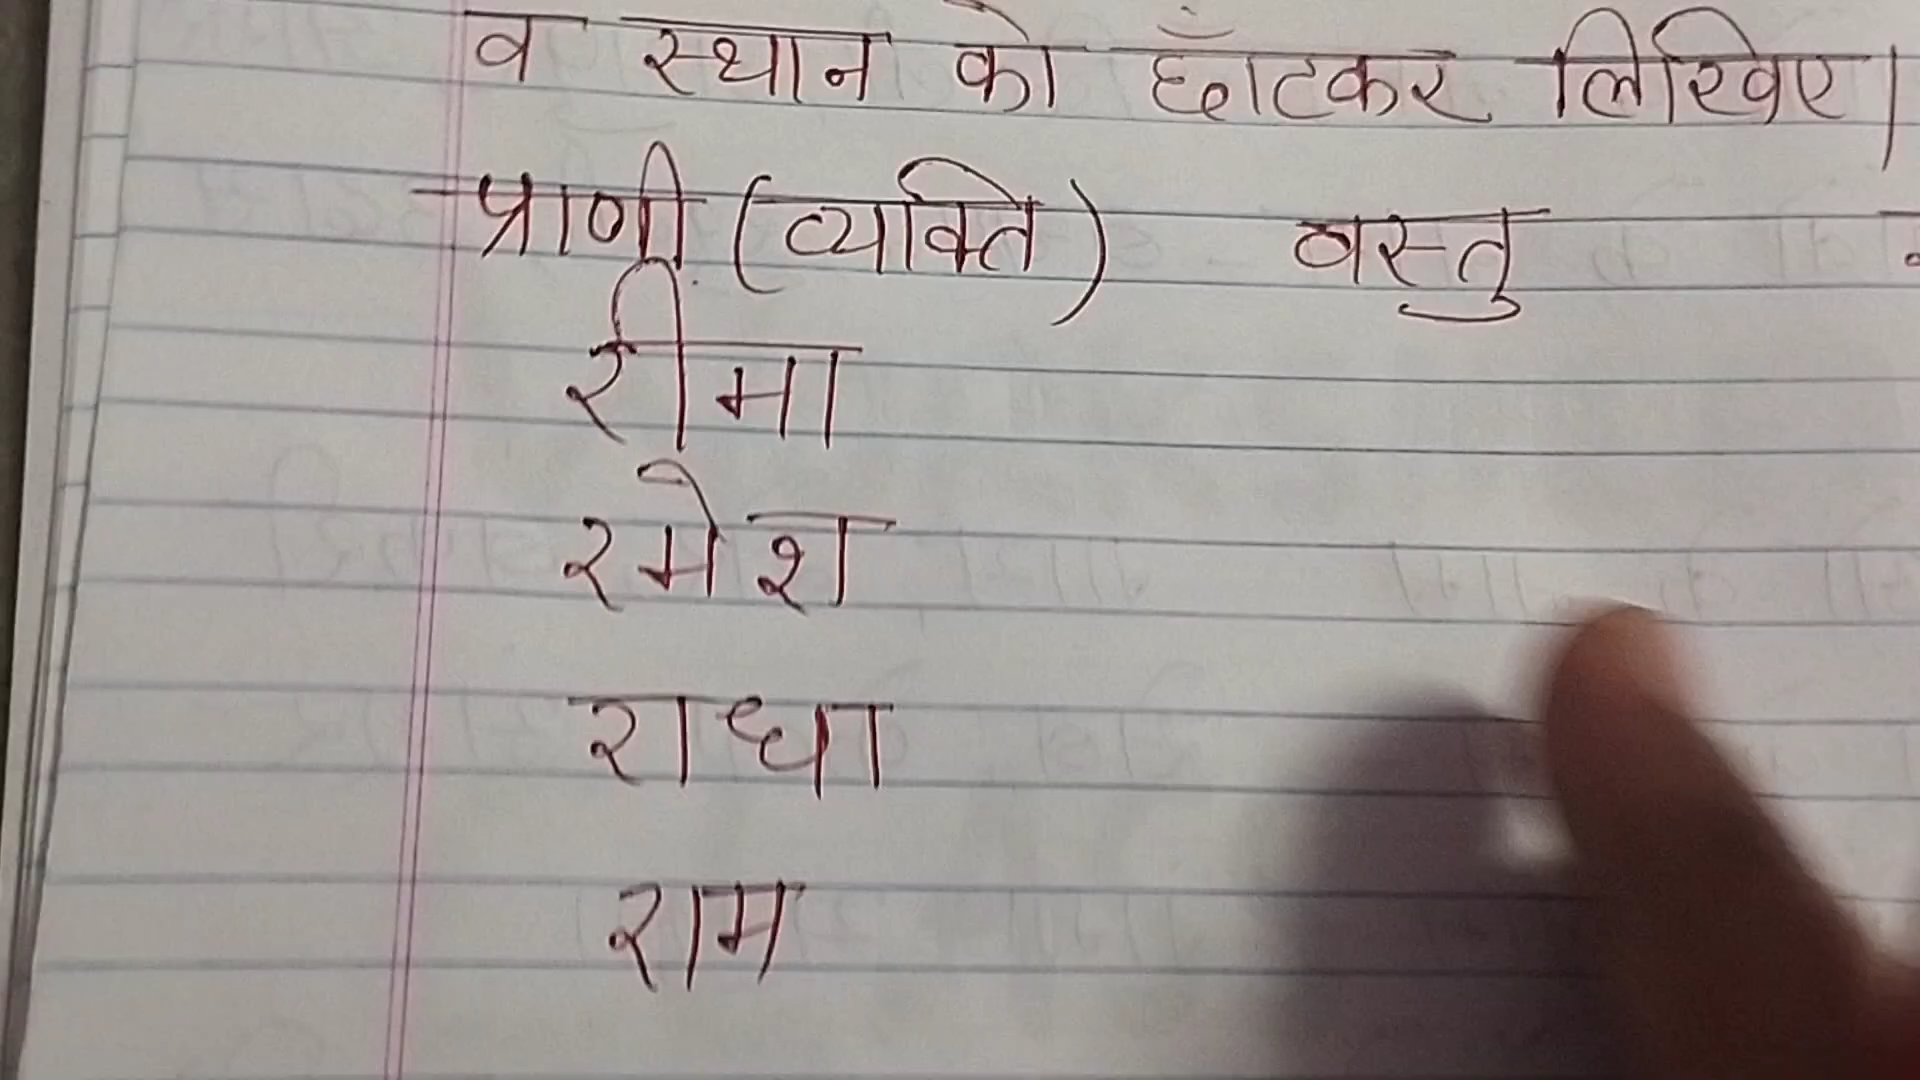 व स्थान को छाँटकर लिखिए।
प्राणी (व्यक्ति) वस्तु
रीमा
रमेश
राधा
राम